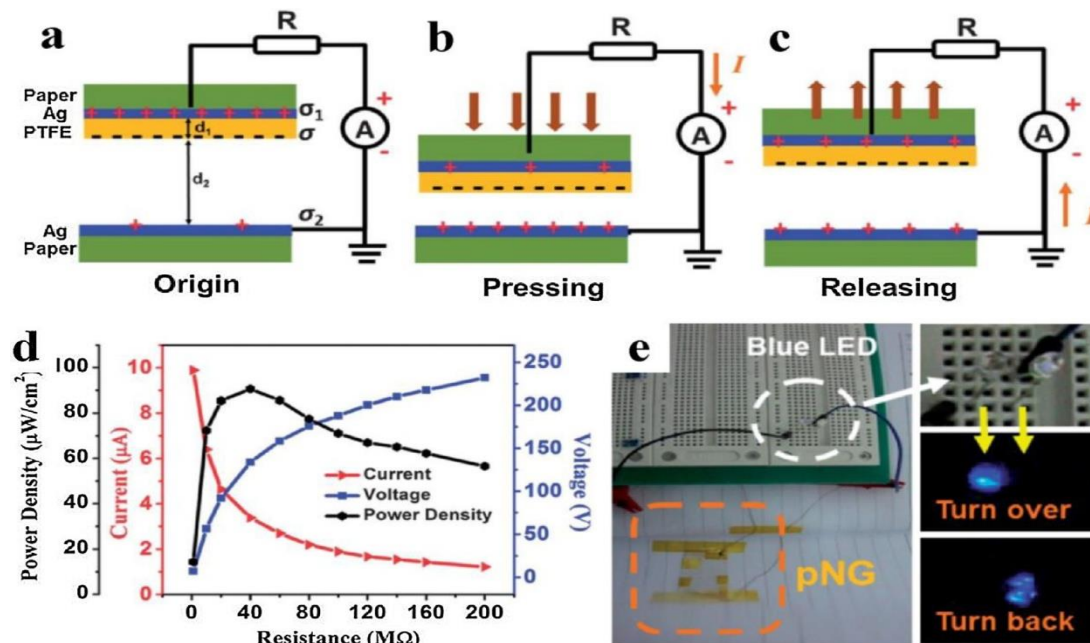 a
R
Paper
Ag
PTFE
+ + + + + + + +
σ₁
d₁
σ
- - - - - - - - -
d₂
+
A
-
Ag
Paper
+ +
σ₂
Origin
b
R
I
+
A
-
+ + +
+ + + + + + +
Pressing
c
R
+
A
-
+ + + + +
+ + + + +
I
Releasing
d
Power Density (μW/cm²)
100
80
60
40
20
0
Current (μA)
10
8
6
4
2
0
Current
Voltage
Power Density
250
200
150
100
50
0
Voltage (V)
0 40 80 120 160 200
Resistance (MΩ)
e
Blue LED
pNG
Turn over
Turn back